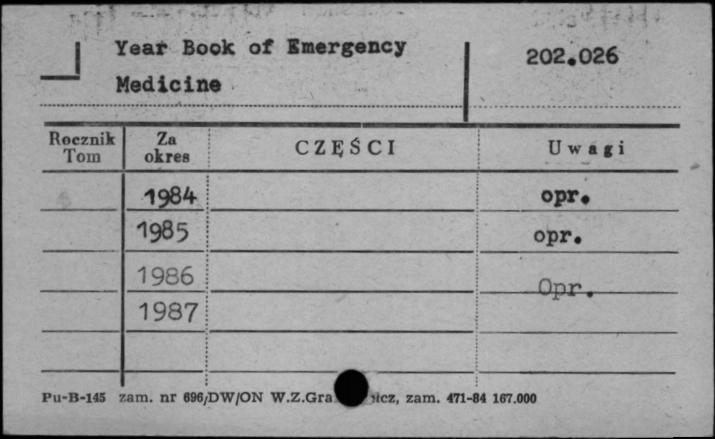 Year Book of Emergency
Medicine
202.026
Rocznik Tom Za okres CZĘŚCI Uwagi
1984 opr.
1985 opr.
1986 Opr.
1987
Pu-B-145 zam. nr 696/DW/ON W.Z.Gra icz, zam. 471-84 167.000